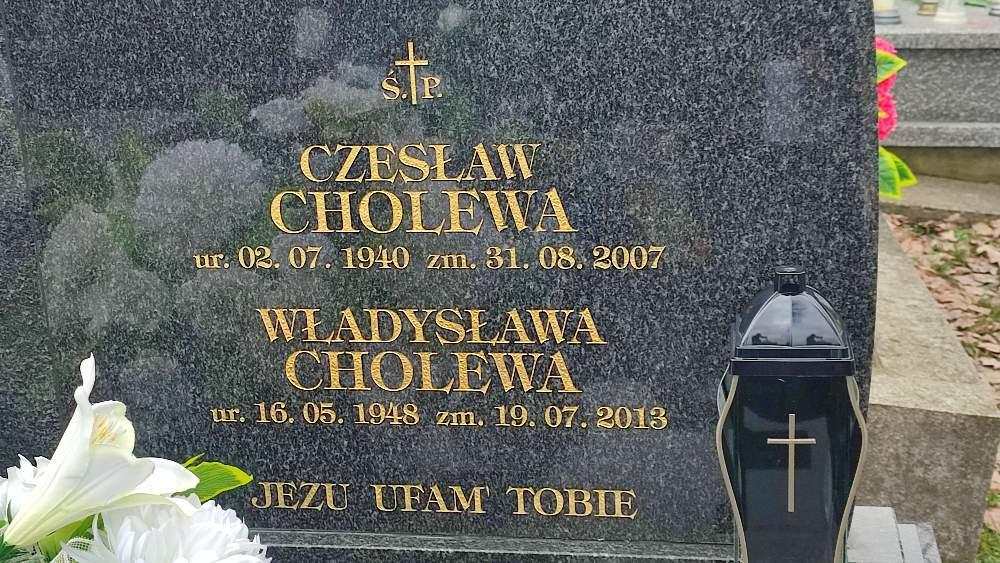 Ś. P.
CZESŁAW
CHOLEWA
ur. 02. 07. 1940 zm. 31. 08. 2007
WŁADYSŁAWA
CHOLEWA
ur. 16. 05. 1948 zm. 19. 07. 2013
JEZU UFAM TOBIE